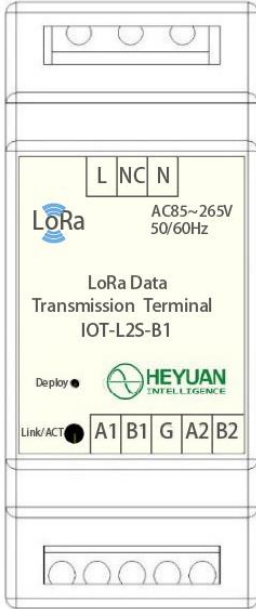 L NC N
LoRa
AC85~265V
50/60Hz
LoRa Data
Transmission Terminal
IOT-L2S-B1
Deploy
HEYUAN
INTELLIGENCE
Link/ACT
A1 B1 G A2 B2